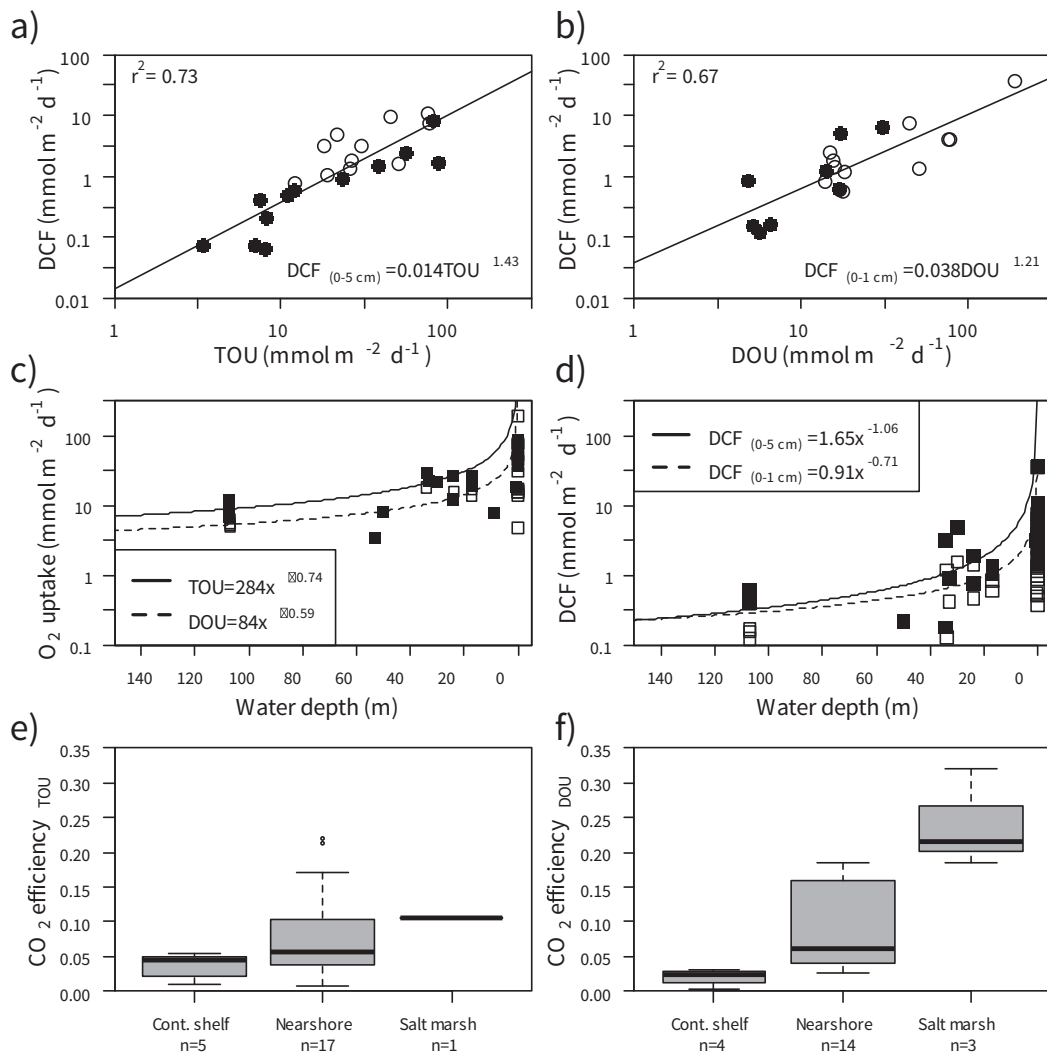 a)
100
10
1
0.1
0.01
DCF (mmol m -2 d -1)
r2= 0.73
DCF (0-5 cm) =0.014TOU 1.43
1 10 100
TOU (mmol m -2 d-1)
b)
100
10
1
0.1
0.01
DCF (mmol m -2 d -1)
r2= 0.67
DCF (0-1 cm) =0.038DOU 1.21
1 10 100
DOU (mmol m -2 d-1)
c)
100
10
1
0.1
O 2 uptake (mmol m -2 d -1)
TOU=284x 0.74
DOU=84x 0.59
140 120 100 80 60 40 20 0
Water depth (m)
d)
100
10
1
0.1
DCF (mmol m -2 d -1)
DCF (0-5 cm) =1.65x -1.06
DCF (0-1 cm) =0.91x -0.71
140 120 100 80 60 40 20 0
Water depth (m)
e)
0.35
0.30
0.25
0.20
0.15
0.10
0.05
0.00
CO 2 efficiency TOU
Cont. shelf Nearshore Salt marsh
n=5 n=17 n=1
f)
0.35
0.30
0.25
0.20
0.15
0.10
0.05
0.00
CO 2 efficiency DOU
Cont. shelf Nearshore Salt marsh
n=4 n=14 n=3